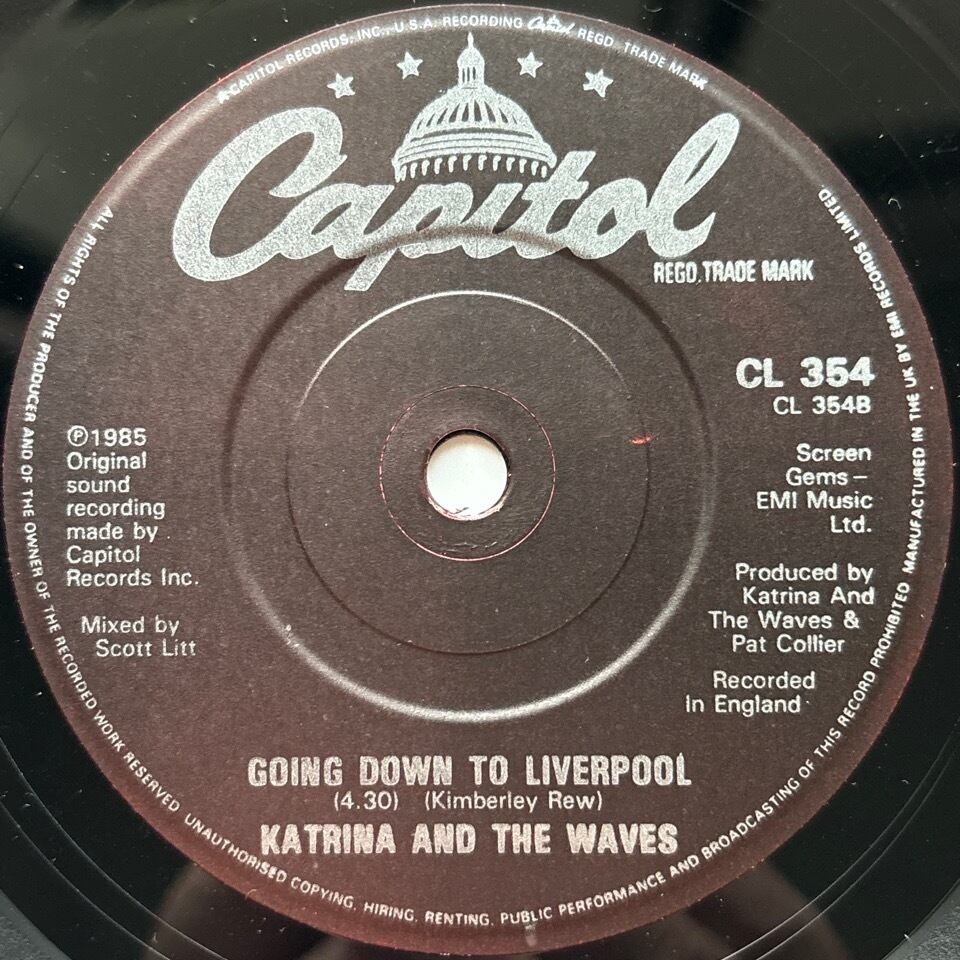 ★CAPITOL RECORDS, INC., U.S.A. RECORDING Capitol REGD. TRADE MARK
Capitol
REGD. TRADE MARK
CL 354
CL 354B
℗1985
Original
sound
recording
made by
Capitol
Records Inc.
Mixed by
Scott Litt
Screen
Gems–
EMI Music
Ltd.
Produced by
Katrina And
The Waves &
Pat Collier
Recorded
In England
GOING DOWN TO LIVERPOOL
(4.30) (Kimberley Rew)
KATRINA AND THE WAVES
ALL RIGHTS OF THE PRODUCER AND OF THE OWNER OF THE RECORDED WORK RESERVED UNAUTHORISED COPYING, HIRING, RENTING, PUBLIC PERFORMANCE AND BROADCASTING OF THIS RECORD PROHIBITED MANUFACTURED IN THE UK BY EMI RECORDS LIMITED